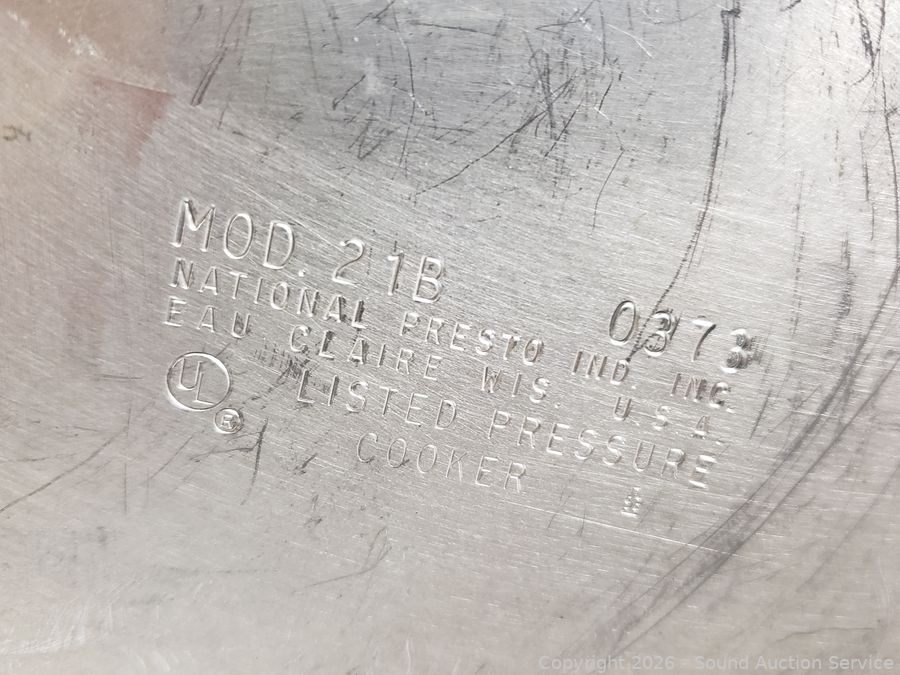 MOD. 21B 0373
NATIONAL PRESTO IND. INC.
EAU CLAIRE WIS. U.S.A.
UL ® LISTED PRESSURE
COOKER
Copyright 2026 - Sound Auction Service